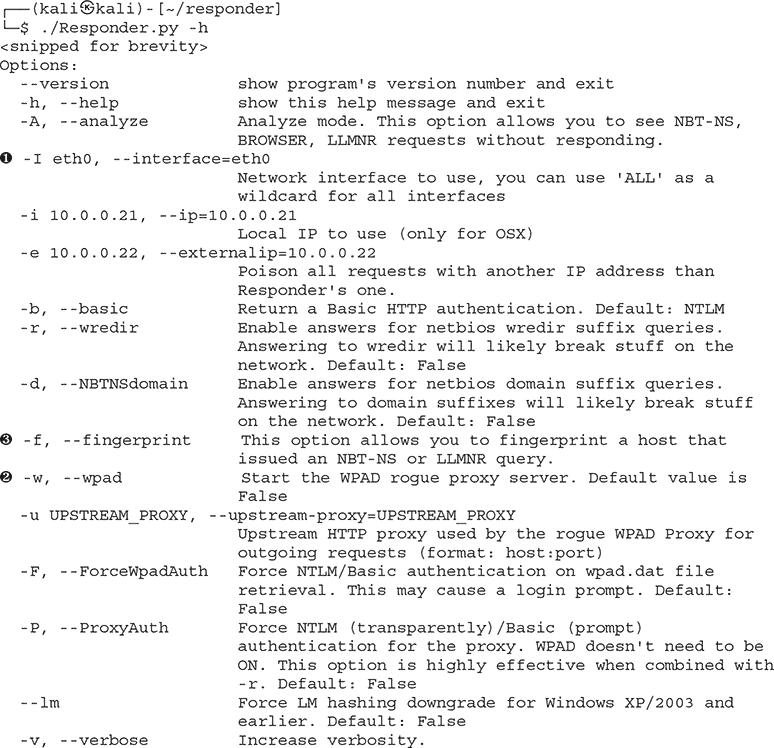 ┌──(kali㉿kali)-[~/responder]
└─$ ./Responder.py -h
<snipped for brevity>
Options:
--version show program's version number and exit
-h, --help show this help message and exit
-A, --analyze Analyze mode. This option allows you to see NBT-NS,
BROWSER, LLMNR requests without responding.
❶ -I eth0, --interface=eth0
Network interface to use, you can use 'ALL' as a
wildcard for all interfaces
-i 10.0.0.21, --ip=10.0.0.21
Local IP to use (only for OSX)
-e 10.0.0.22, --externalip=10.0.0.22
Poison all requests with another IP address than
Responder's one.
-b, --basic Return a Basic HTTP authentication. Default: NTLM
-r, --wredir Enable answers for netbios wredir suffix queries.
Answering to wredir will likely break stuff on the
network. Default: False
-d, --NBTNSdomain Enable answers for netbios domain suffix queries.
Answering to domain suffixes will likely break stuff
on the network. Default: False
❸ -f, --fingerprint This option allows you to fingerprint a host that
issued an NBT-NS or LLMNR query.
❷ -w, --wpad Start the WPAD rogue proxy server. Default value is
False
-u UPSTREAM_PROXY, --upstream-proxy=UPSTREAM_PROXY
Upstream HTTP proxy used by the rogue WPAD Proxy for
outgoing requests (format: host:port)
-F, --ForceWpadAuth Force NTLM/Basic authentication on wpad.dat file
retrieval. This may cause a login prompt. Default:
False
-P, --ProxyAuth Force NTLM (transparently)/Basic (prompt)
authentication for the proxy. WPAD doesn't need to be
ON. This option is highly effective when combined with
-r. Default: False
--lm Force LM hashing downgrade for Windows XP/2003 and
earlier. Default: False
-v, --verbose Increase verbosity.